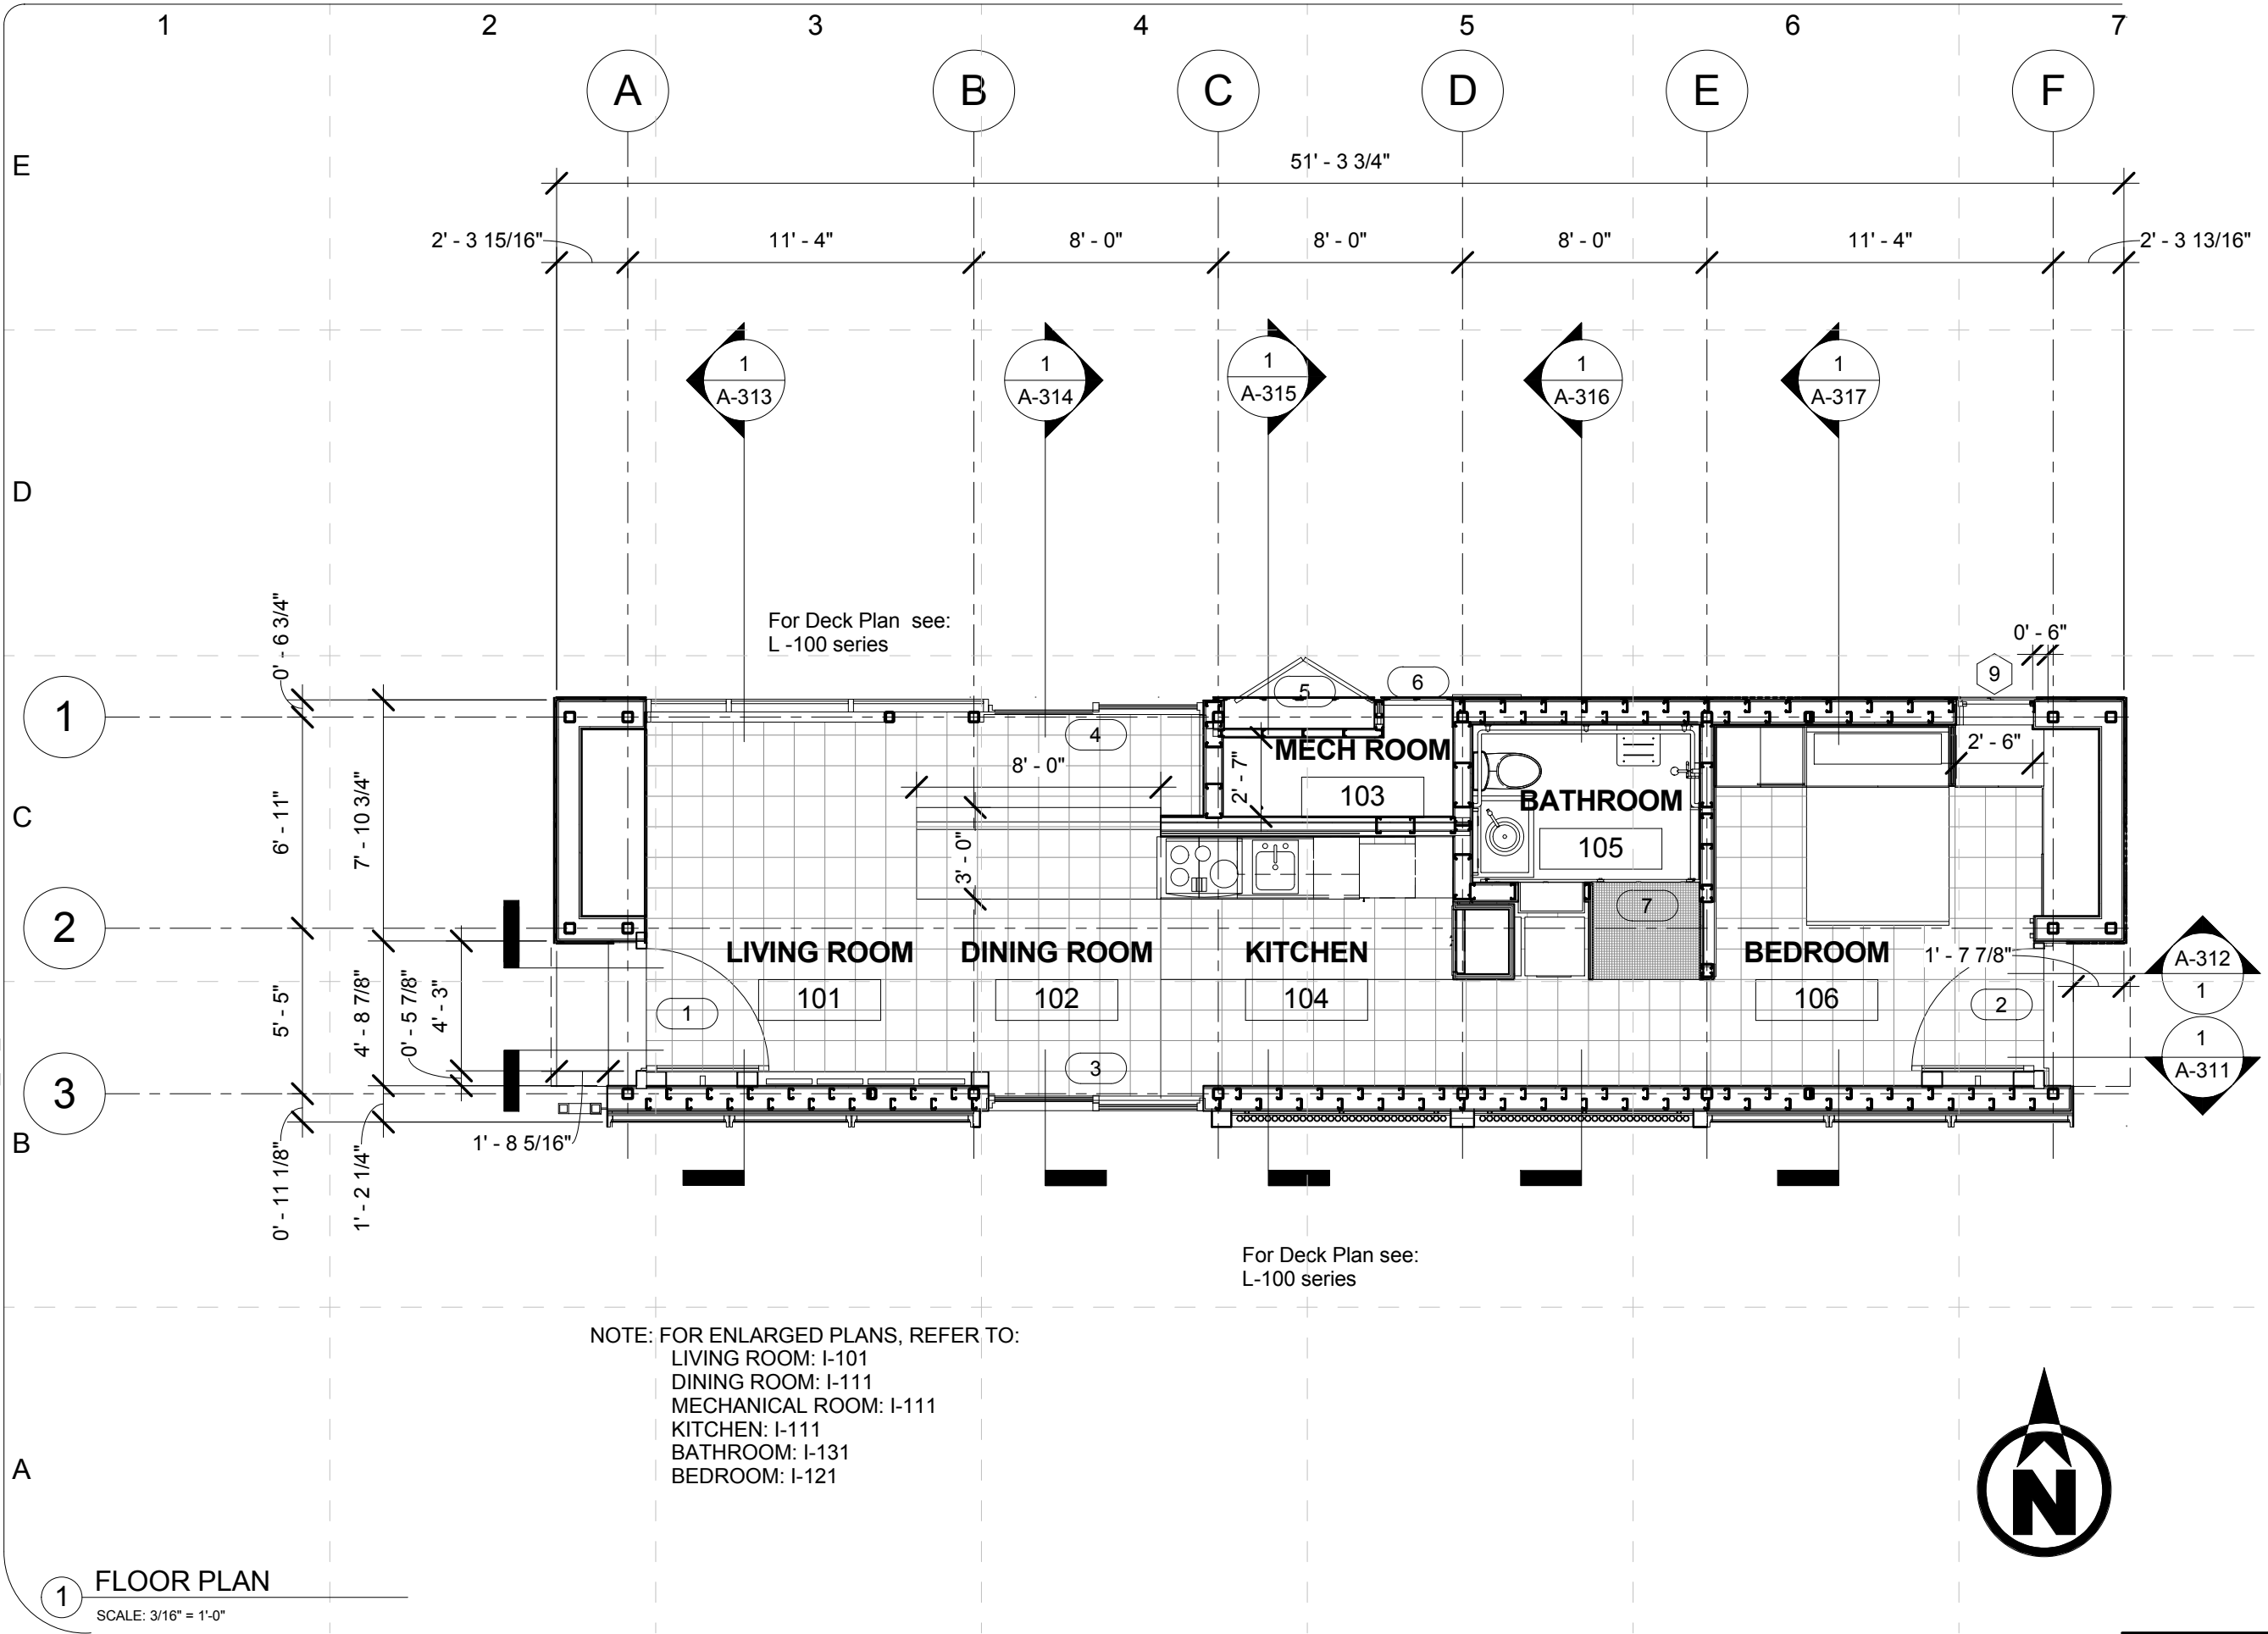 1 2 3 4 5 6 7
A B C D E F
E
51' - 3 3/4"
2' - 3 15/16" 11' - 4" 8' - 0" 8' - 0" 8' - 0" 11' - 4" 2' - 3 13/16"
1 1 1 1 1
A-313 A-314 A-315 A-316 A-317
D
For Deck Plan  see:
L -100 series
0' - 6 3/4"
0' - 6"
9
5
6
1
4
MECH ROOM
2' - 6"
8' - 0"
2' - 7"
103
BATHROOM
C
6' - 11"
7' - 10 3/4"
3' - 0"
105
7
2
LIVING ROOM DINING ROOM KITCHEN BEDROOM
1' - 7 7/8"
A-312
1
101 102 104 106
1
2
5' - 5"
4' - 8 7/8"
0' - 5 7/8"
4' - 3"
1
A-311
3
3
B
1' - 8 5/16"
0' - 11 1/8"
1' - 2 1/4"
For Deck Plan see:
L-100 series
NOTE: FOR ENLARGED PLANS, REFER TO:
LIVING ROOM: I-101
DINING ROOM: I-111
MECHANICAL ROOM: I-111
KITCHEN: I-111
BATHROOM: I-131
BEDROOM: I-121
A
N
1 FLOOR PLAN
SCALE: 3/16" = 1'-0"